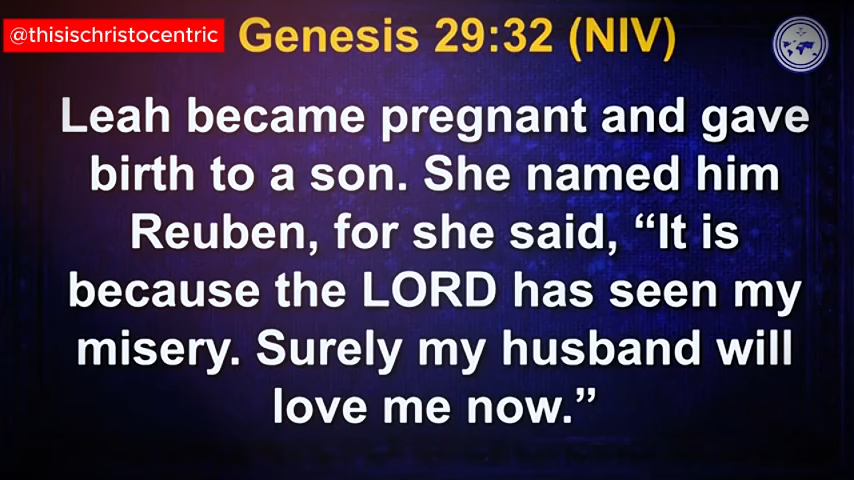 @thisischristocentric
Genesis 29:32 (NIV)
Leah became pregnant and gave
birth to a son. She named him
Reuben, for she said, “It is
because the LORD has seen my
misery. Surely my husband will
love me now.”